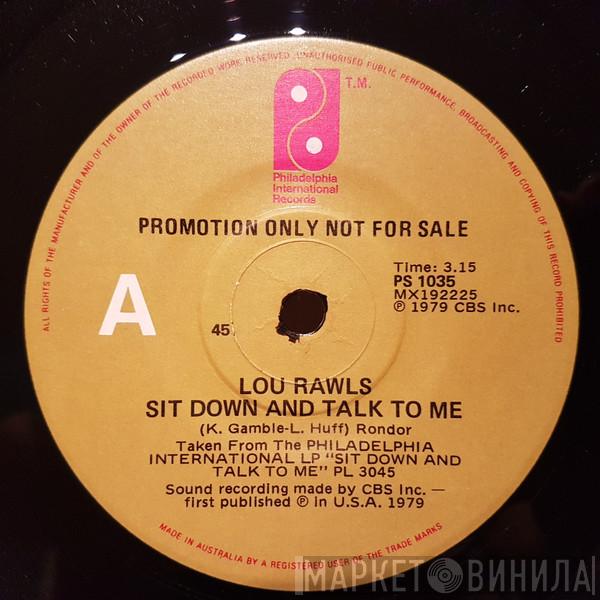 ALL RIGHTS OF THE MANUFACTURER AND OF THE OWNER OF THE RECORDED WORK RESERVED. UNAUTHORISED PUBLIC PERFORMANCE, BROADCASTING AND COPYING OF THIS RECORD PROHIBITED
T.M.
Philadelphia
International
Records
PROMOTION ONLY NOT FOR SALE
A
45
Time: 3.15
PS 1035
MX192225
℗ 1979 CBS Inc.
LOU RAWLS
SIT DOWN AND TALK TO ME
(K. Gamble-L. Huff) Rondor
Taken From The PHILADELPHIA
INTERNATIONAL LP "SIT DOWN AND
TALK TO ME" PL 3045
Sound recording made by CBS Inc. —
first published ℗ in U.S.A. 1979
MADE IN AUSTRALIA BY A REGISTERED USER OF THE TRADE MARKS
МАРКЕТ ВИНИЛА